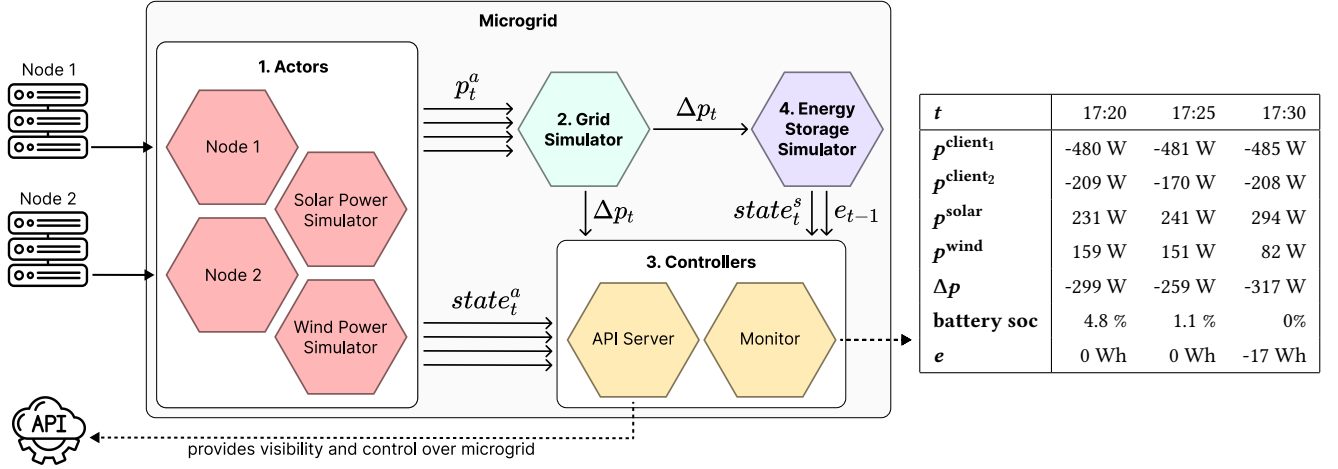 Microgrid
Node 1
Node 2
1. Actors
Node 1
Solar Power
Simulator
Node 2
Wind Power
Simulator
p_t^a
2. Grid
Simulator
Δp_t
4. Energy
Storage
Simulator
Δp_t
state_t^s
e_{t−1}
state_t^a
3. Controllers
API Server
Monitor
API
provides visibility and control over microgrid
t 17:20 17:25 17:30
p^client₁ -480 W -481 W -485 W
p^client₂ -209 W -170 W -208 W
p^solar 231 W 241 W 294 W
p^wind 159 W 151 W 82 W
Δp -299 W -259 W -317 W
battery soc 4.8 % 1.1 % 0%
e 0 Wh 0 Wh -17 Wh